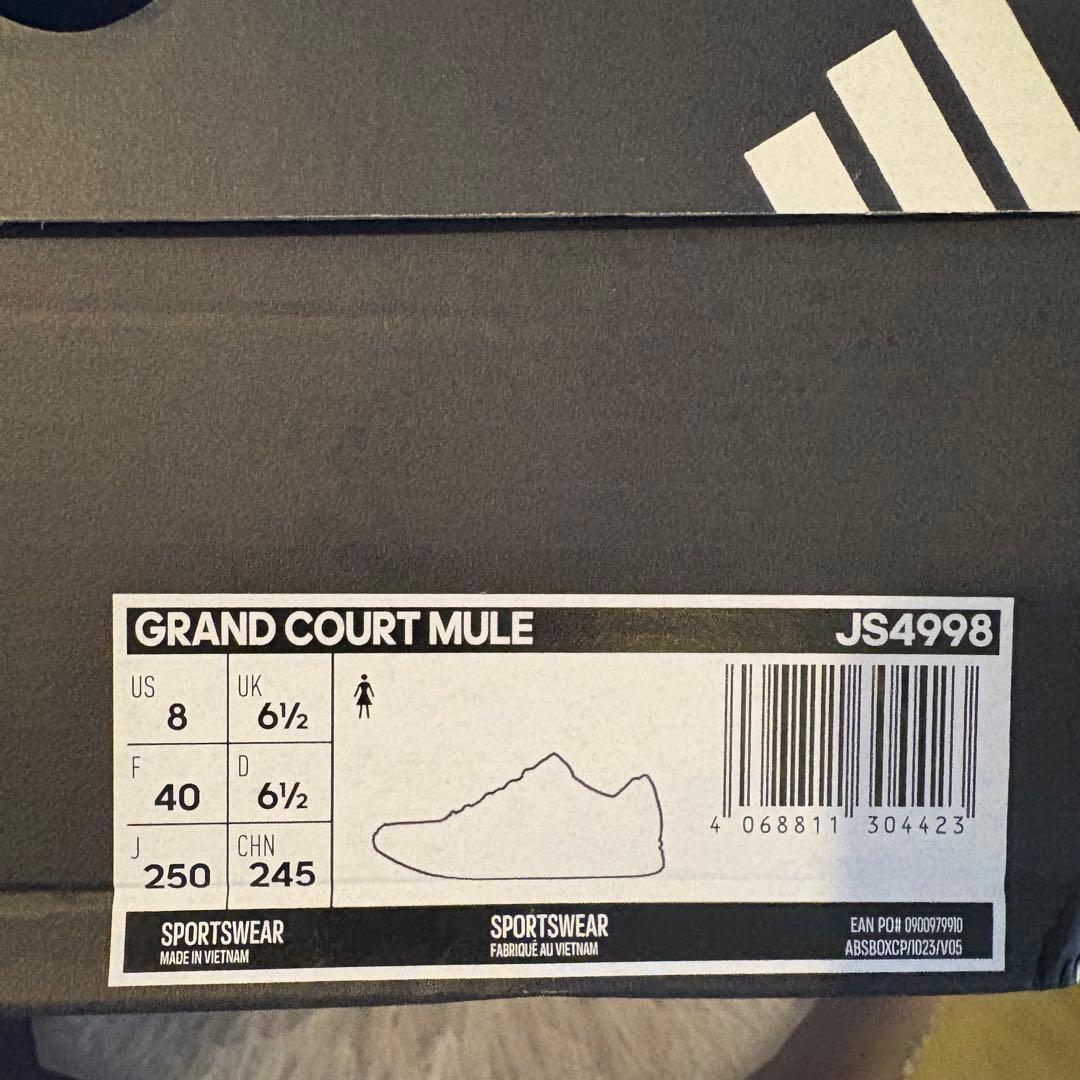 GRAND COURT MULE JS4998
US 8 UK 6½
F 40 D 6½
J 250 CHN 245
4 068811 304423
SPORTSWEAR
MADE IN VIETNAM
SPORTSWEAR
FABRIQUÉ AU VIETNAM
EAN PO# 0900979910
ABSBOXCP/1023/V05